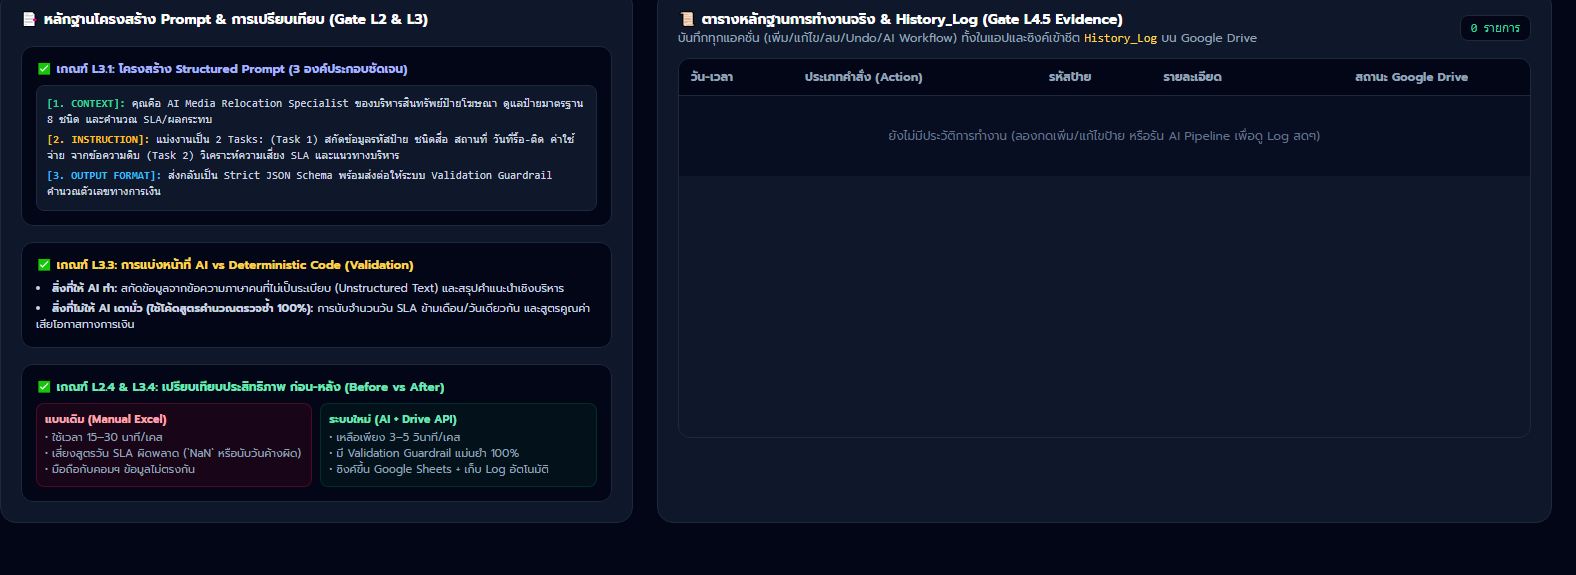 📑 หลักฐานโครงสร้าง Prompt & การเปรียบเทียบ (Gate L2 & L3)
✅ เกณฑ์ L3.1: โครงสร้าง Structured Prompt (3 องค์ประกอบชัดเจน)
[1. CONTEXT]: คุณคือ AI Media Relocation Specialist ของบริหารสินทรัพย์ป้ายโฆษณา ดูแลป้ายมาตรฐาน
8 ชนิด และคำนวณ SLA/ผลกระทบ
[2. INSTRUCTION]: แบ่งงานเป็น 2 Tasks: (Task 1) สกัดข้อมูลรหัสป้าย ชนิดสื่อ สถานที่ วันที่รื้อ-ติด ค่าใช้
จ่าย จากข้อความดิบ (Task 2) วิเคราะห์ความเสี่ยง SLA และแนวทางบริหาร
[3. OUTPUT FORMAT]: ส่งกลับเป็น Strict JSON Schema พร้อมส่งต่อให้ระบบ Validation Guardrail
คำนวณตัวเลขทางการเงิน
✅ เกณฑ์ L3.3: การแบ่งหน้าที่ AI vs Deterministic Code (Validation)
• สิ่งที่ให้ AI ทำ: สกัดข้อมูลจากข้อความภาษาคนที่ไม่เป็นระเบียบ (Unstructured Text) และสรุปคำแนะนำเชิงบริหาร
• สิ่งที่ไม่ให้ AI เดามั่ว (ใช้โค้ดสูตรคำนวณตรวจซ้ำ 100%): การนับจำนวนวัน SLA ข้ามเดือน/วันเดียวกัน และสูตรคูณค่า
เสียโอกาสทางการเงิน
✅ เกณฑ์ L2.4 & L3.4: เปรียบเทียบประสิทธิภาพ ก่อน-หลัง (Before vs After)
แบบเดิม (Manual Excel)
• ใช้เวลา 15–30 นาที/เคส
• เสี่ยงสูตรวัน SLA ผิดพลาด (`NaN` หรือนับวันค้างผิด)
• มือถือกับคอมฯ ข้อมูลไม่ตรงกัน
ระบบใหม่ (AI + Drive API)
• เหลือเพียง 3–5 วินาที/เคส
• มี Validation Guardrail แม่นยำ 100%
• ซิงค์ขึ้น Google Sheets + เก็บ Log อัตโนมัติ
📜 ตารางหลักฐานการทำงานจริง & History_Log (Gate L4.5 Evidence)
บันทึกทุกแอคชั่น (เพิ่ม/แก้ไข/ลบ/Undo/AI Workflow) ทั้งในแอปและซิงค์เข้าชีต History_Log บน Google Drive
0 รายการ
วัน-เวลา ประเภทคำสั่ง (Action) รหัสป้าย รายละเอียด สถานะ Google Drive
ยังไม่มีประวัติการทำงาน (ลองกดเพิ่ม/แก้ไขป้าย หรือรัน AI Pipeline เพื่อดู Log สดๆ)